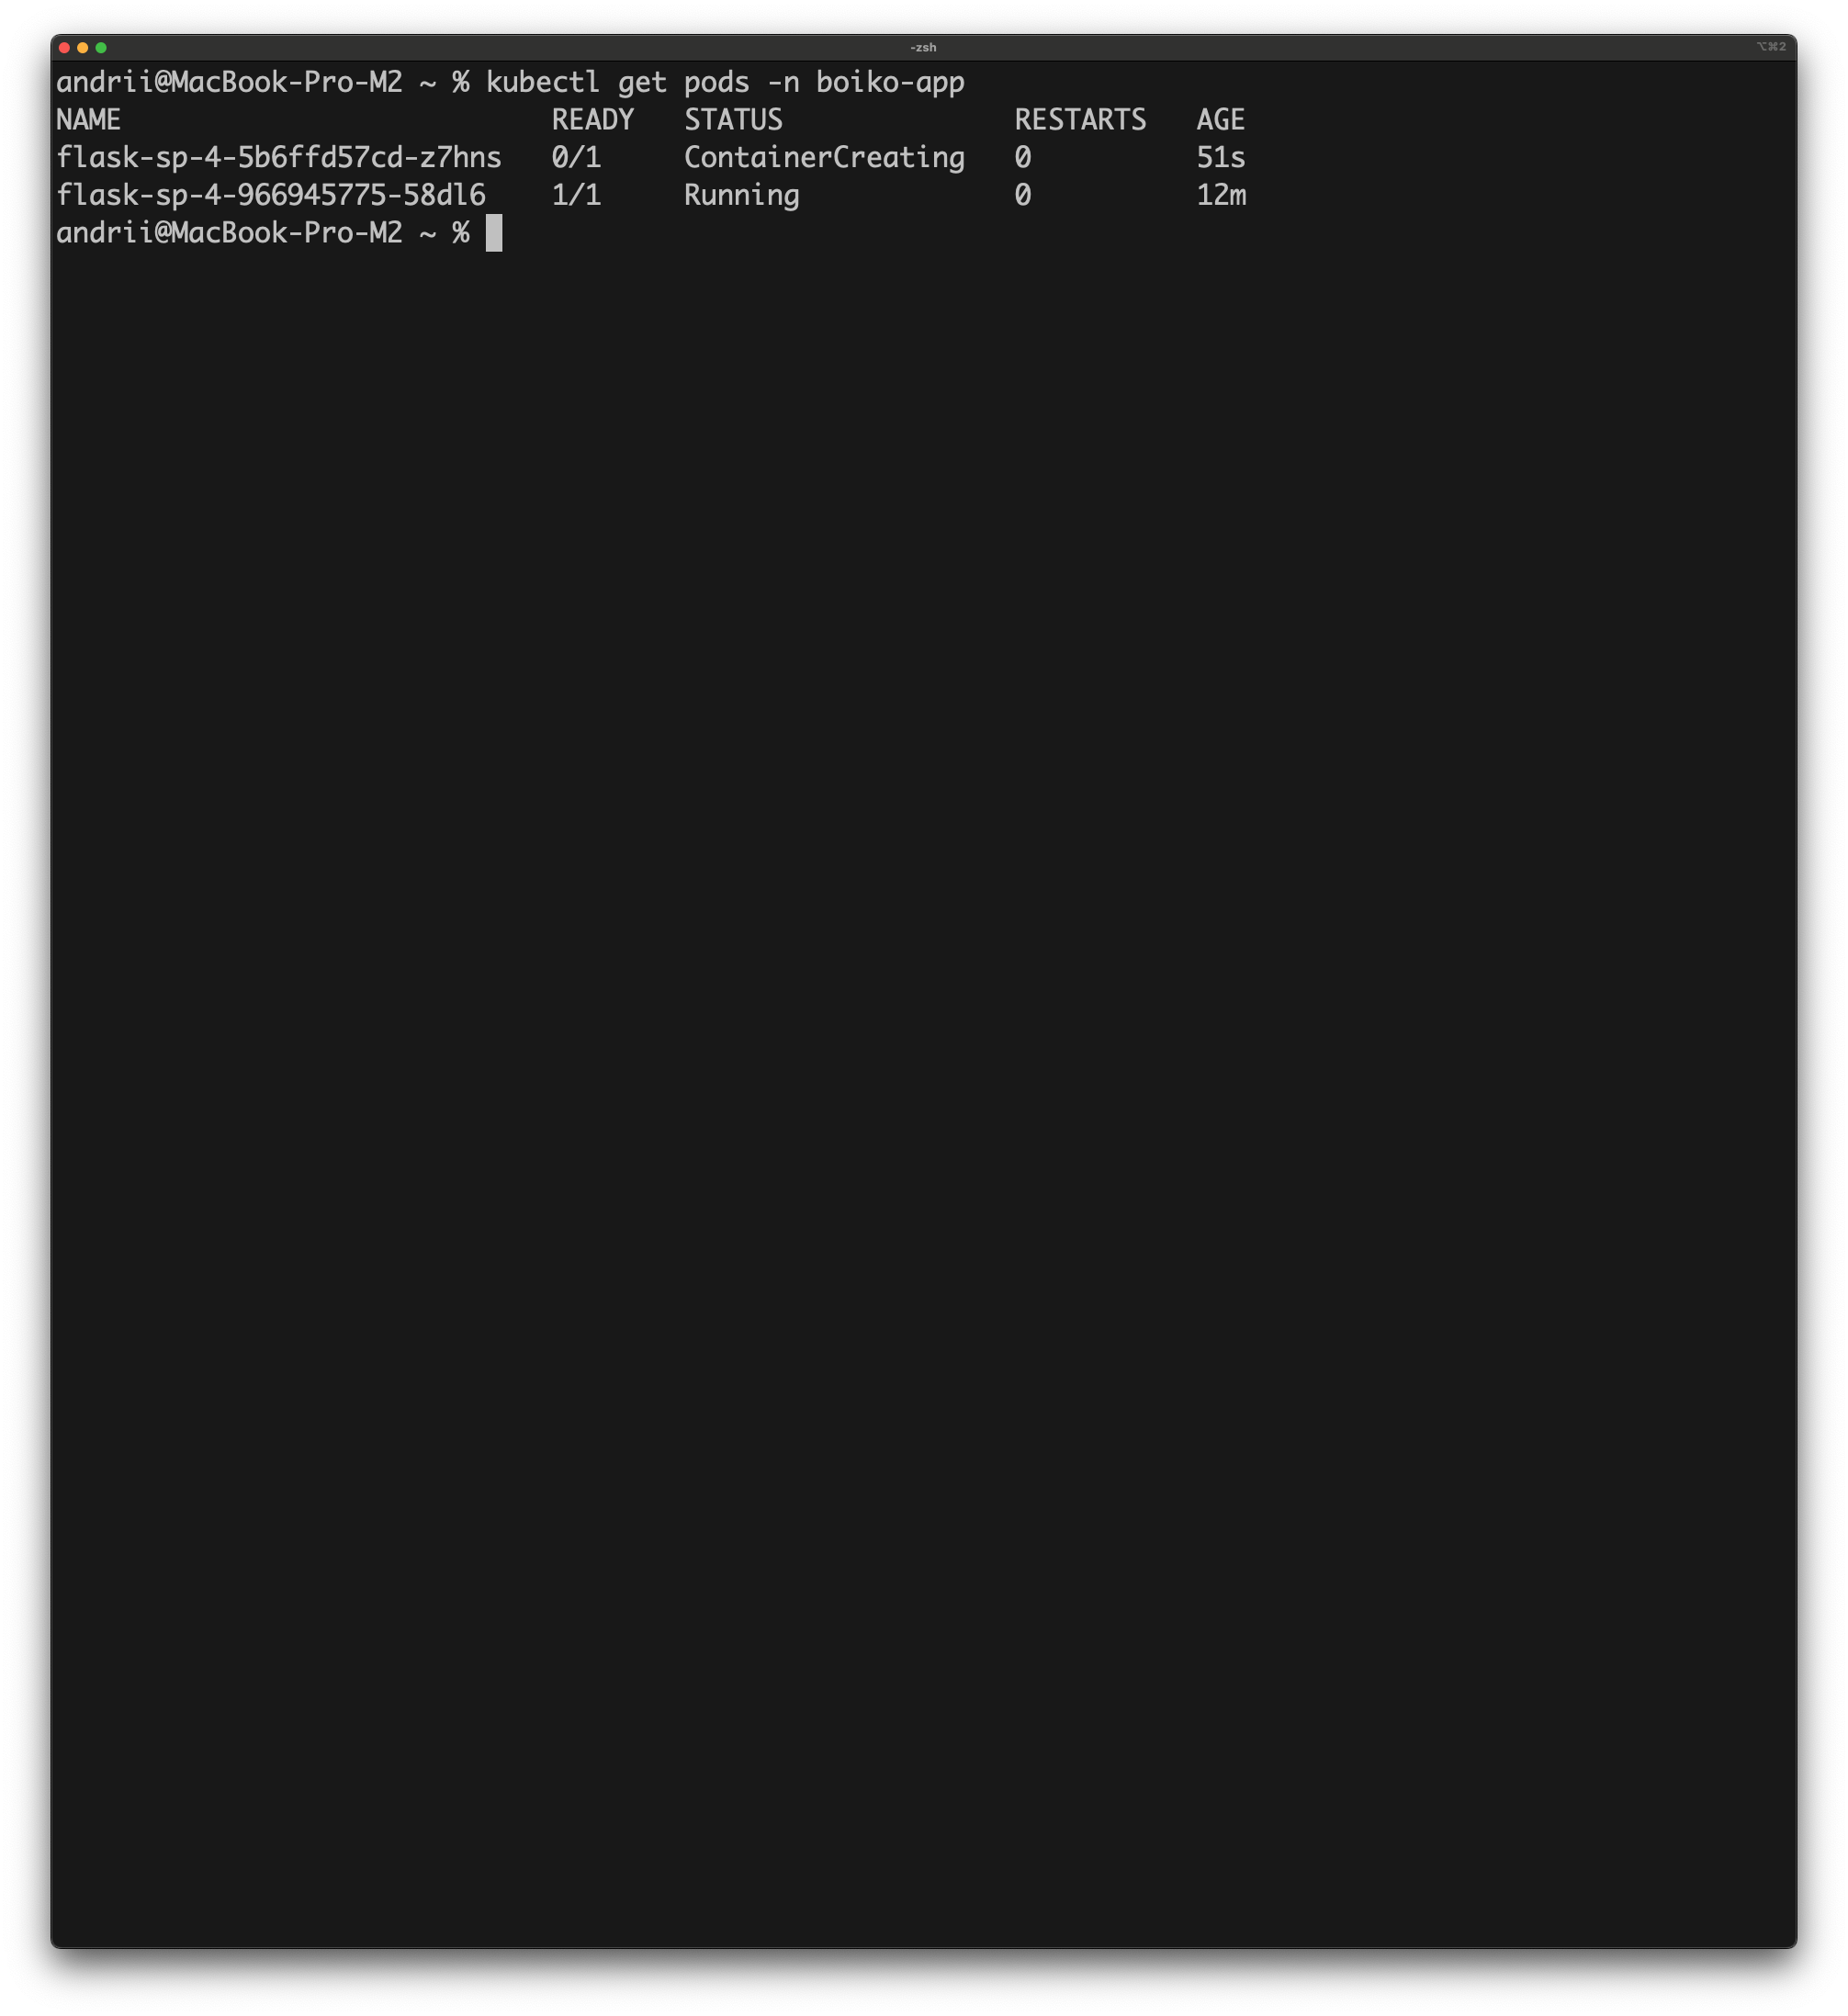 -zsh
⌥⌘2
andrii@MacBook-Pro-M2 ~ % kubectl get pods -n boiko-app
NAME                          READY   STATUS              RESTARTS   AGE
flask-sp-4-5b6ffd57cd-z7hns   0/1     ContainerCreating   0          51s
flask-sp-4-966945775-58dl6    1/1     Running             0          12m
andrii@MacBook-Pro-M2 ~ %